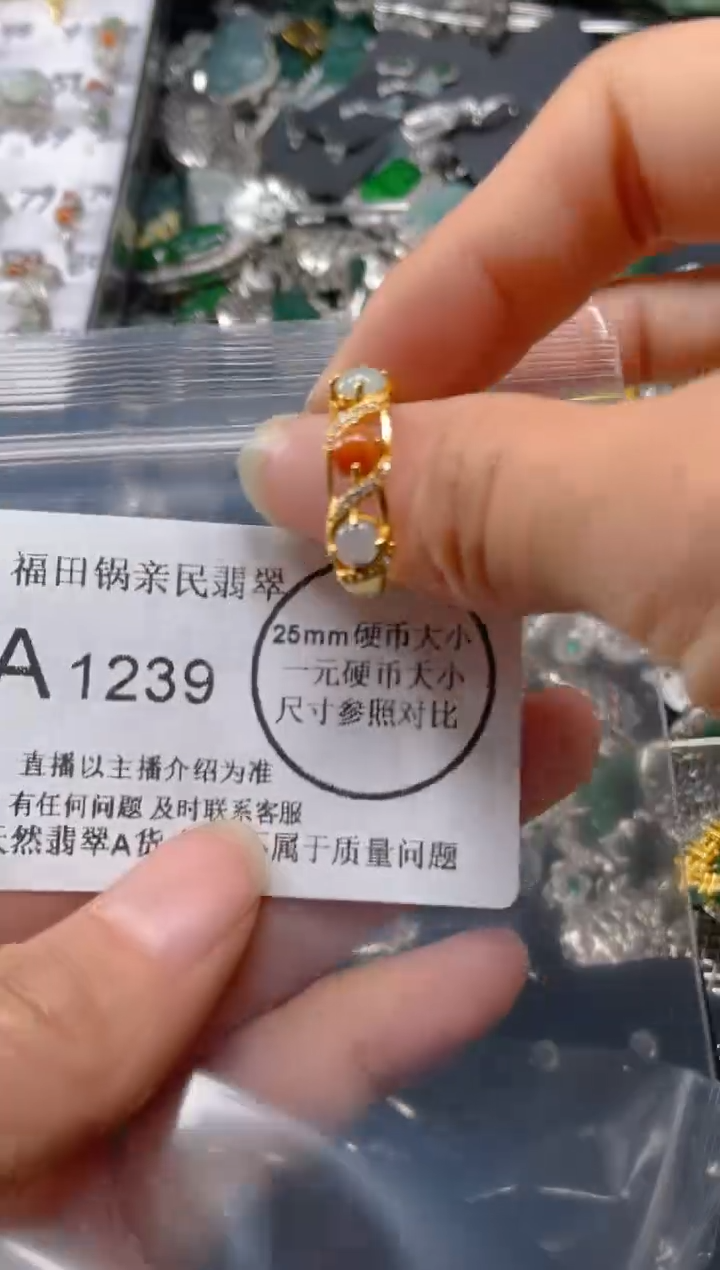 福田锅亲民翡翠
A 1239
25mm硬币大小
一元硬币大小
尺寸参照对比
直播以主播介绍为准
有任何问题 及时联系客服
然翡翠A货
属于质量问题